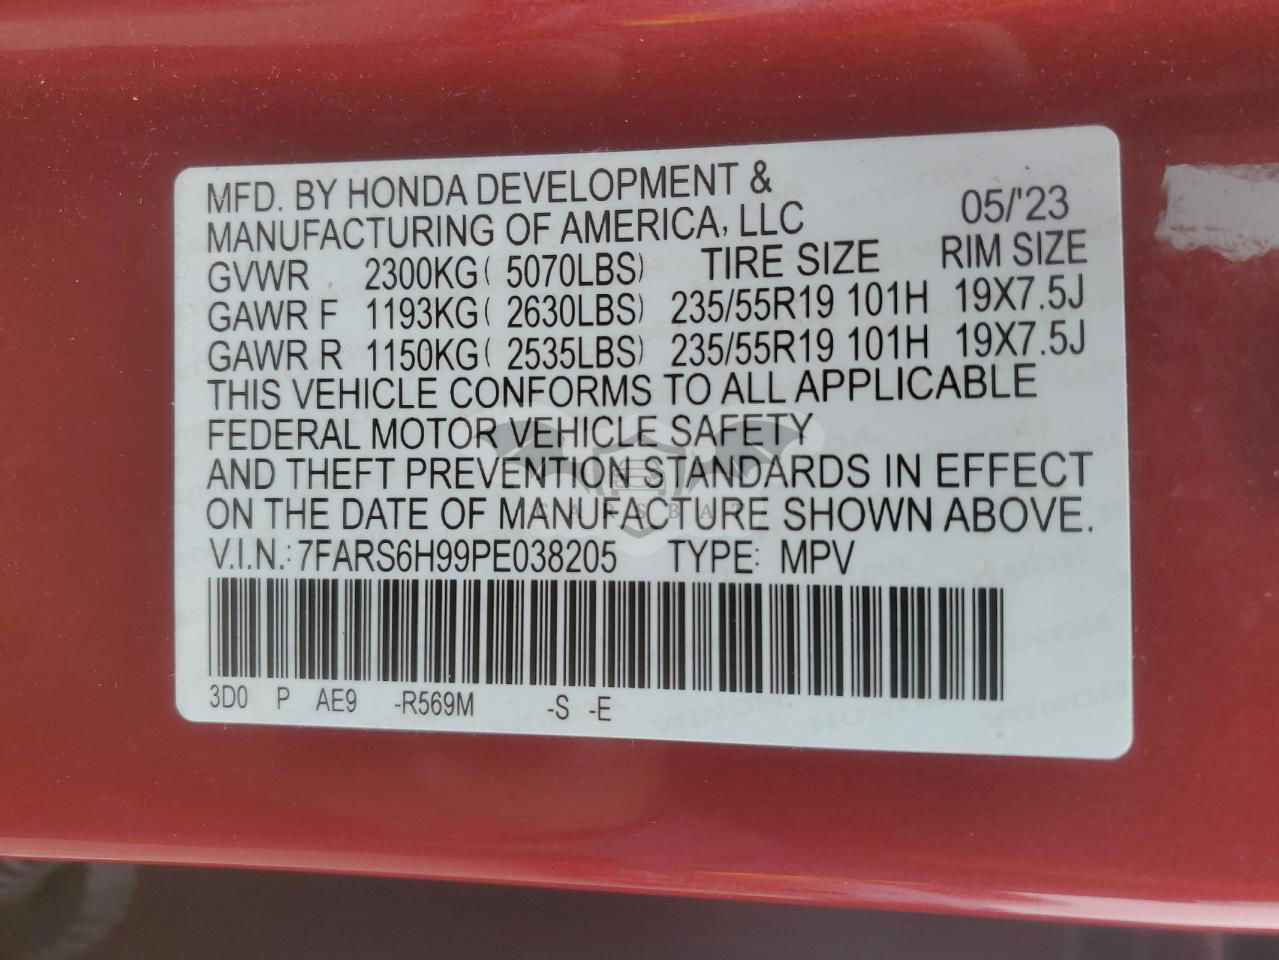 MFD. BY HONDA DEVELOPMENT &
MANUFACTURING OF AMERICA, LLC 05/'23
GVWR 2300KG( 5070LBS) TIRE SIZE RIM SIZE
GAWR F 1193KG( 2630LBS) 235/55R19 101H 19X7.5J
GAWR R 1150KG( 2535LBS) 235/55R19 101H 19X7.5J
THIS VEHICLE CONFORMS TO ALL APPLICABLE
FEDERAL MOTOR VEHICLE SAFETY
AND THEFT PREVENTION STANDARDS IN EFFECT
ON THE DATE OF MANUFACTURE SHOWN ABOVE.
CARSBAT
V.I.N.: 7FARS6H99PE038205 TYPE: MPV
3D0 P AE9 -R569M -S -E